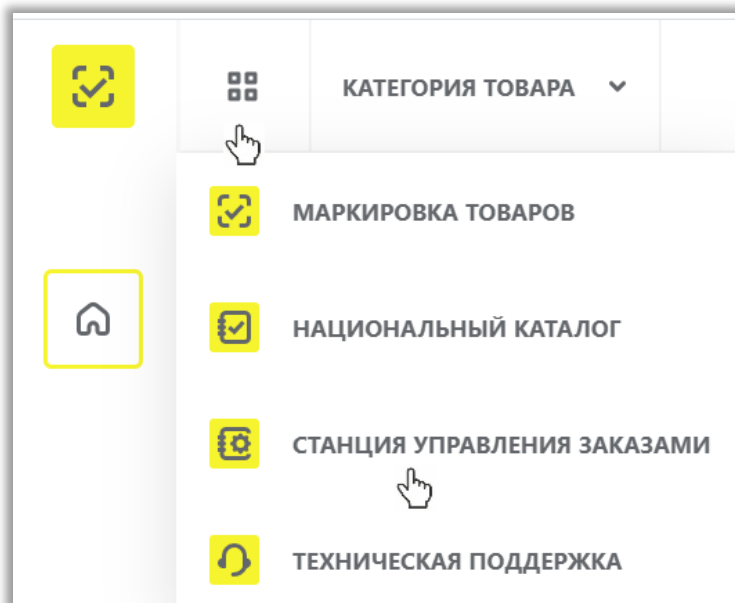 КАТЕГОРИЯ ТОВАРА
МАРКИРОВКА ТОВАРОВ
НАЦИОНАЛЬНЫЙ КАТАЛОГ
СТАНЦИЯ УПРАВЛЕНИЯ ЗАКАЗАМИ
ТЕХНИЧЕСКАЯ ПОДДЕРЖКА